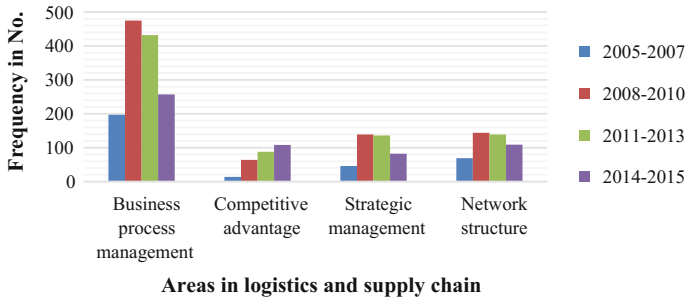 Frequency in No.
500
400
300
200
100
0
Business
process
management
Competitive
advantage
Strategic
management
Network
structure
Areas in logistics and supply chain
2005-2007
2008-2010
2011-2013
2014-2015